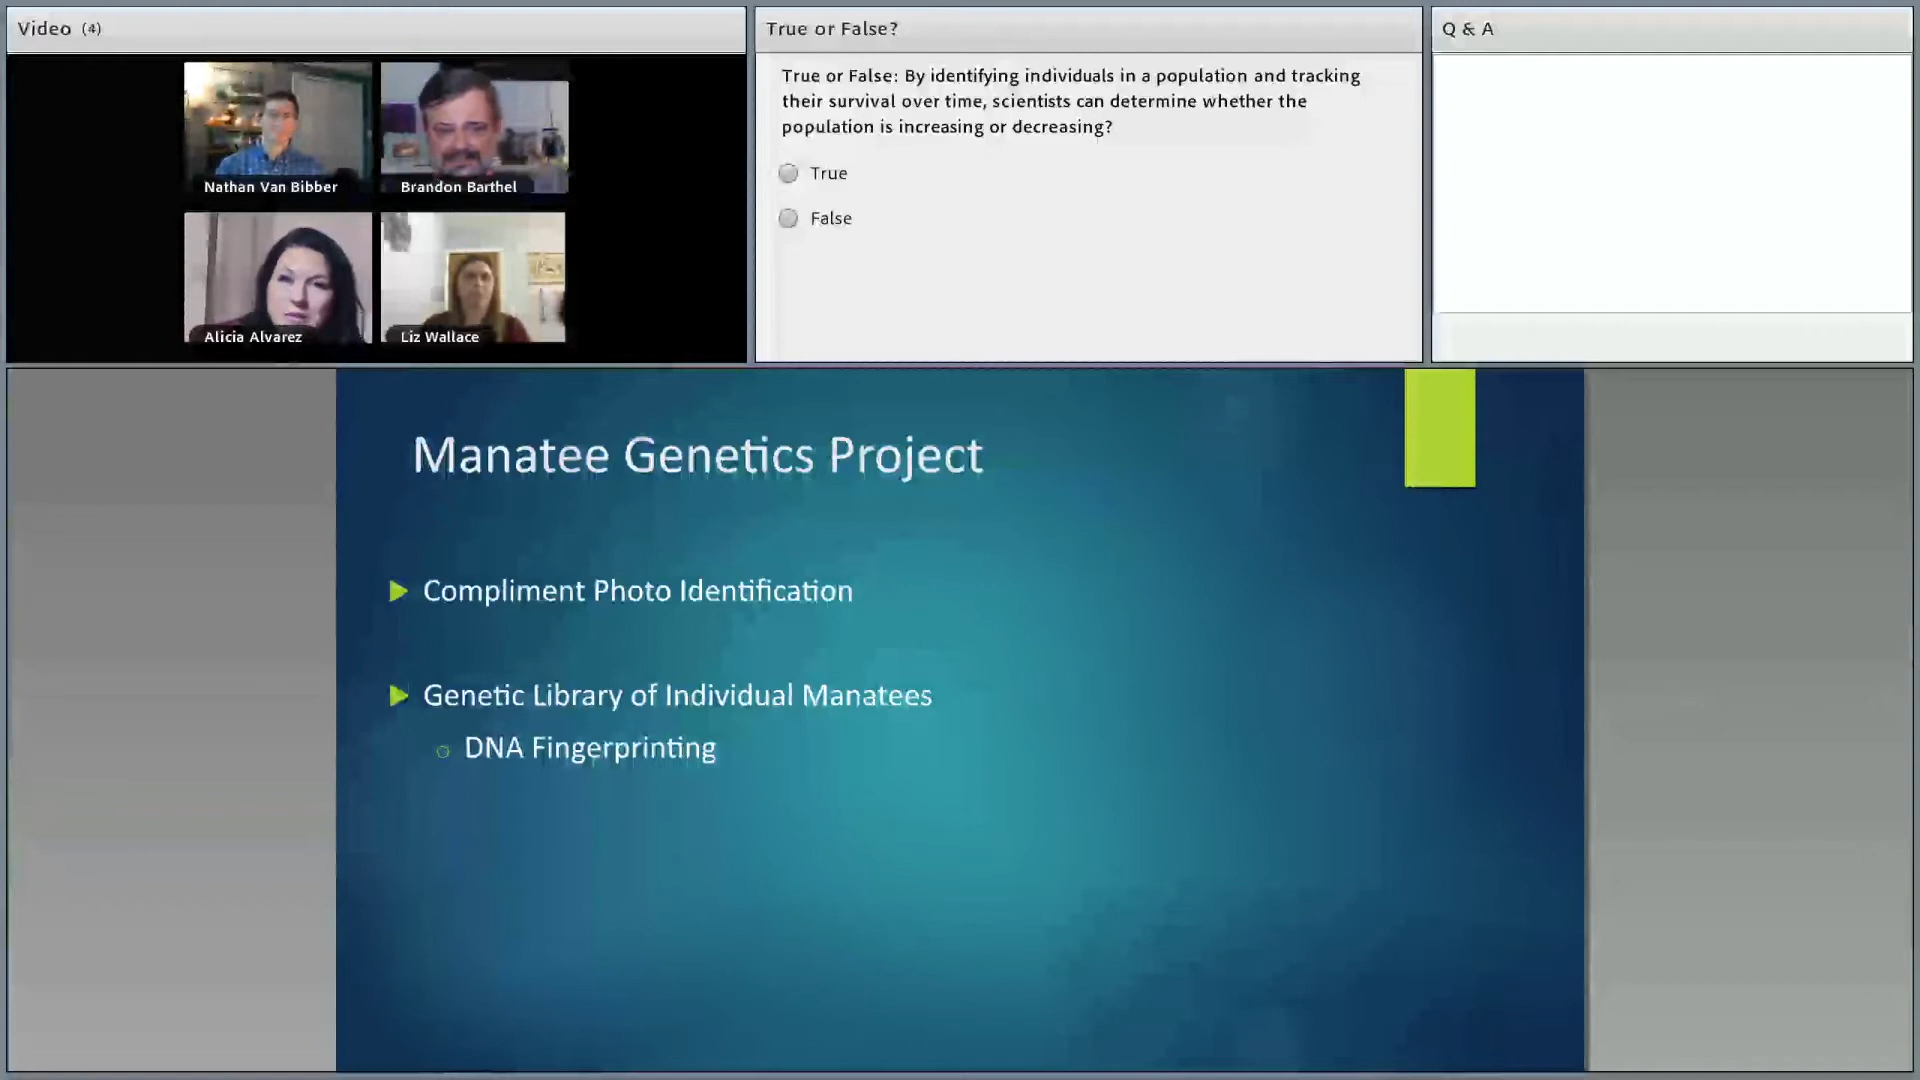 Video (4)
Nathan Van Bibber
Brandon Barthel
Alicia Alvarez
Liz Wallace
True or False?
True or False: By identifying individuals in a population and tracking
their survival over time, scientists can determine whether the
population is increasing or decreasing?
True
False
Q & A
Manatee Genetics Project
Compliment Photo Identification
Genetic Library of Individual Manatees
DNA Fingerprinting